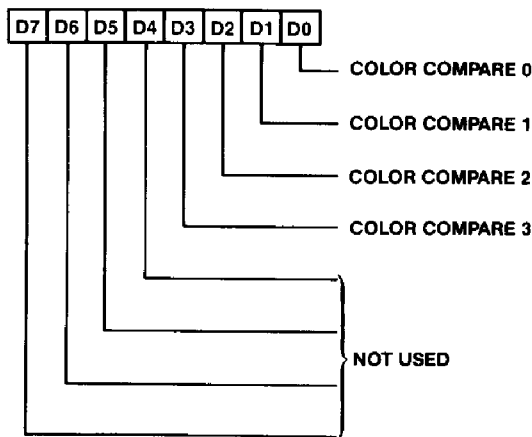 D7 D6 D5 D4 D3 D2 D1 D0
COLOR COMPARE 0
COLOR COMPARE 1
COLOR COMPARE 2
COLOR COMPARE 3
NOT USED